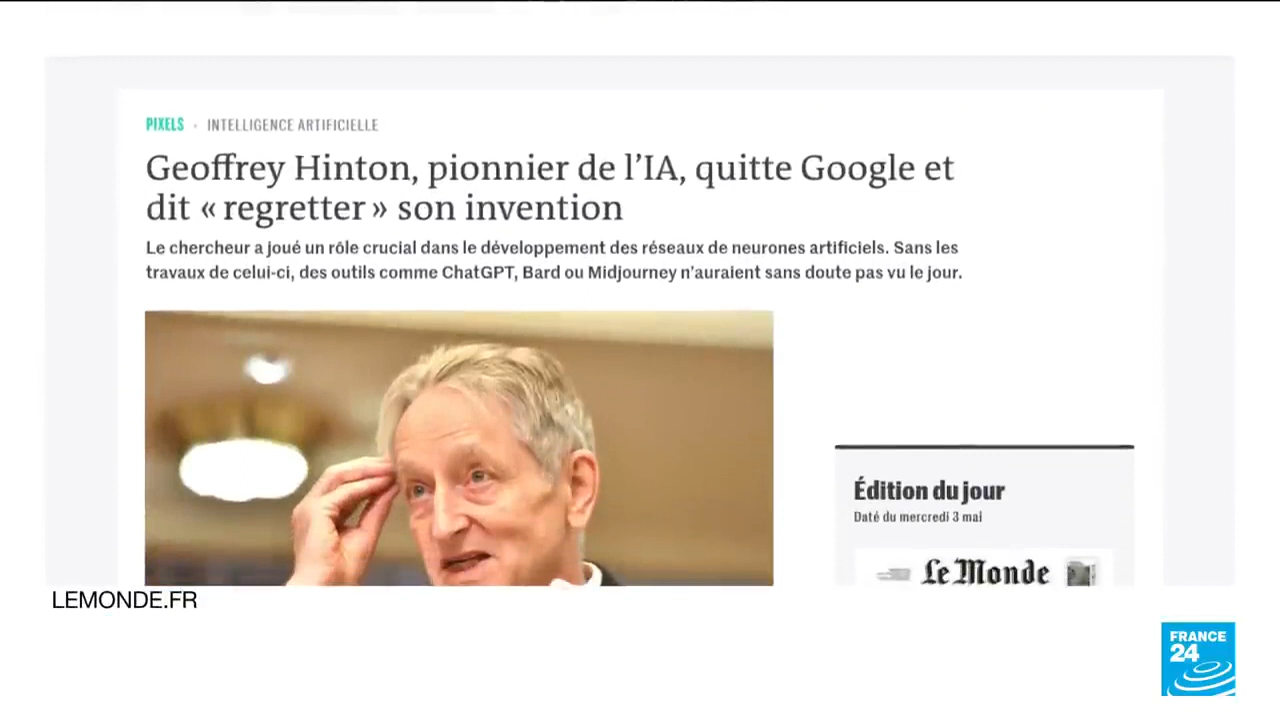 PIXELS • INTELLIGENCE ARTIFICIELLE
Geoffrey Hinton, pionnier de l’IA, quitte Google et
dit « regretter » son invention
Le chercheur a joué un rôle crucial dans le développement des réseaux de neurones artificiels. Sans les
travaux de celui-ci, des outils comme ChatGPT, Bard ou Midjourney n’auraient sans doute pas vu le jour.
Édition du jour
Daté du mercredi 3 mai
Le Monde
LEMONDE.FR
FRANCE
24